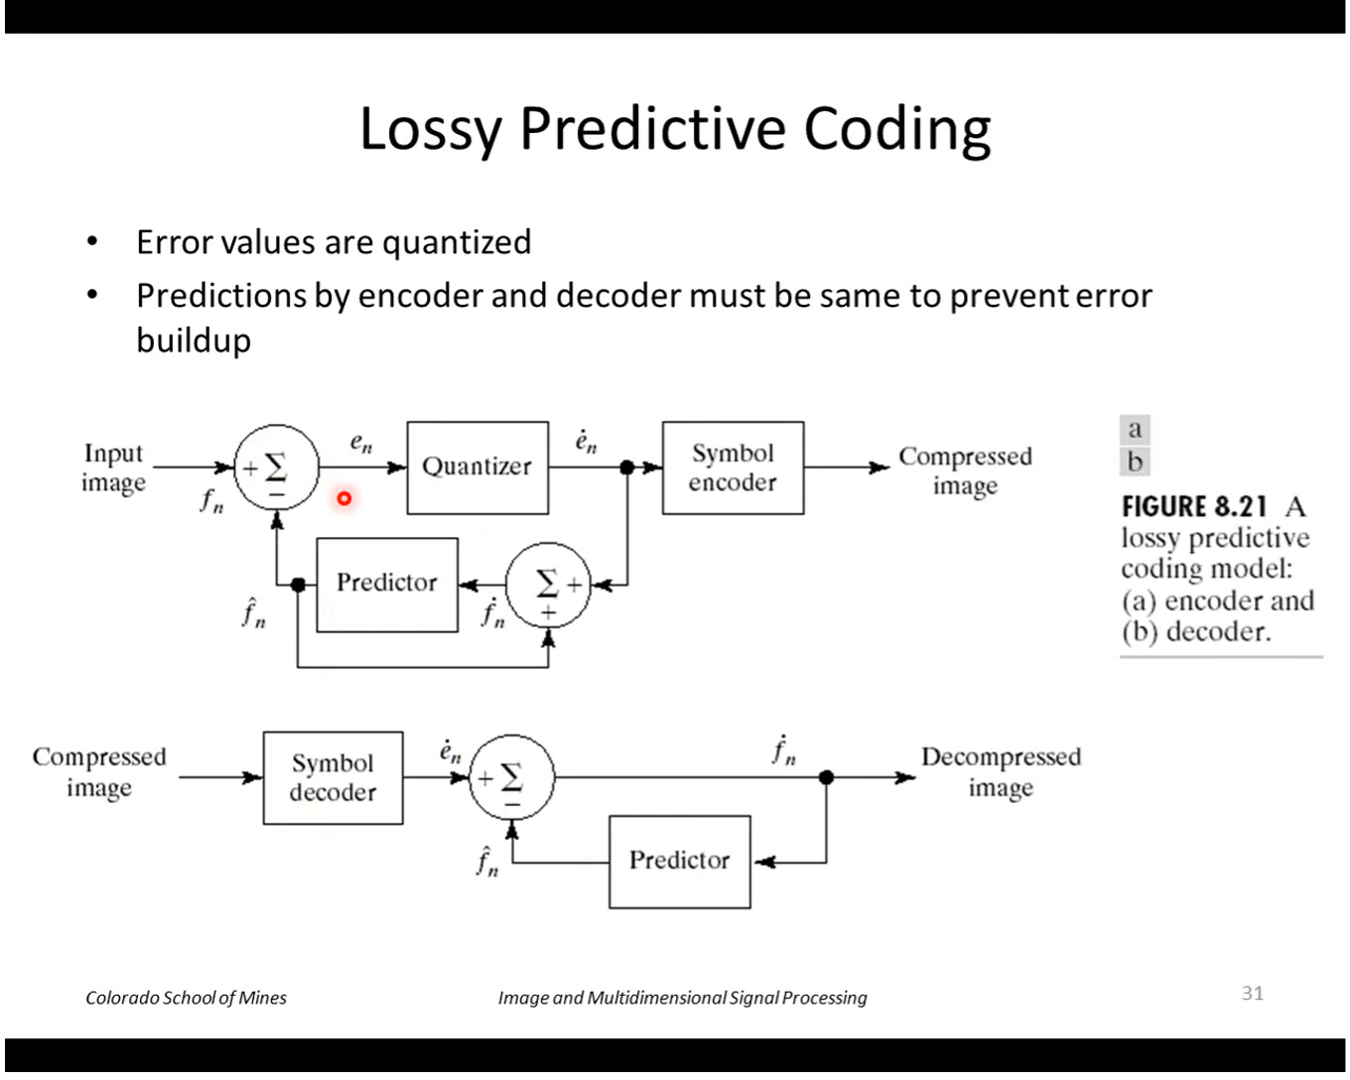 Lossy Predictive Coding
• Error values are quantized
• Predictions by encoder and decoder must be same to prevent error
buildup
Input
image
fₙ
+ Σ
−
eₙ
Quantizer
ėₙ
Symbol
encoder
Compressed
image
Predictor
f̂ₙ
ḟₙ
Σ +
+
a
b
FIGURE 8.21 A
lossy predictive
coding model:
(a) encoder and
(b) decoder.
Compressed
image
Symbol
decoder
ėₙ
+ Σ
−
f̂ₙ
ḟₙ
Predictor
Decompressed
image
Colorado School of Mines
Image and Multidimensional Signal Processing
31